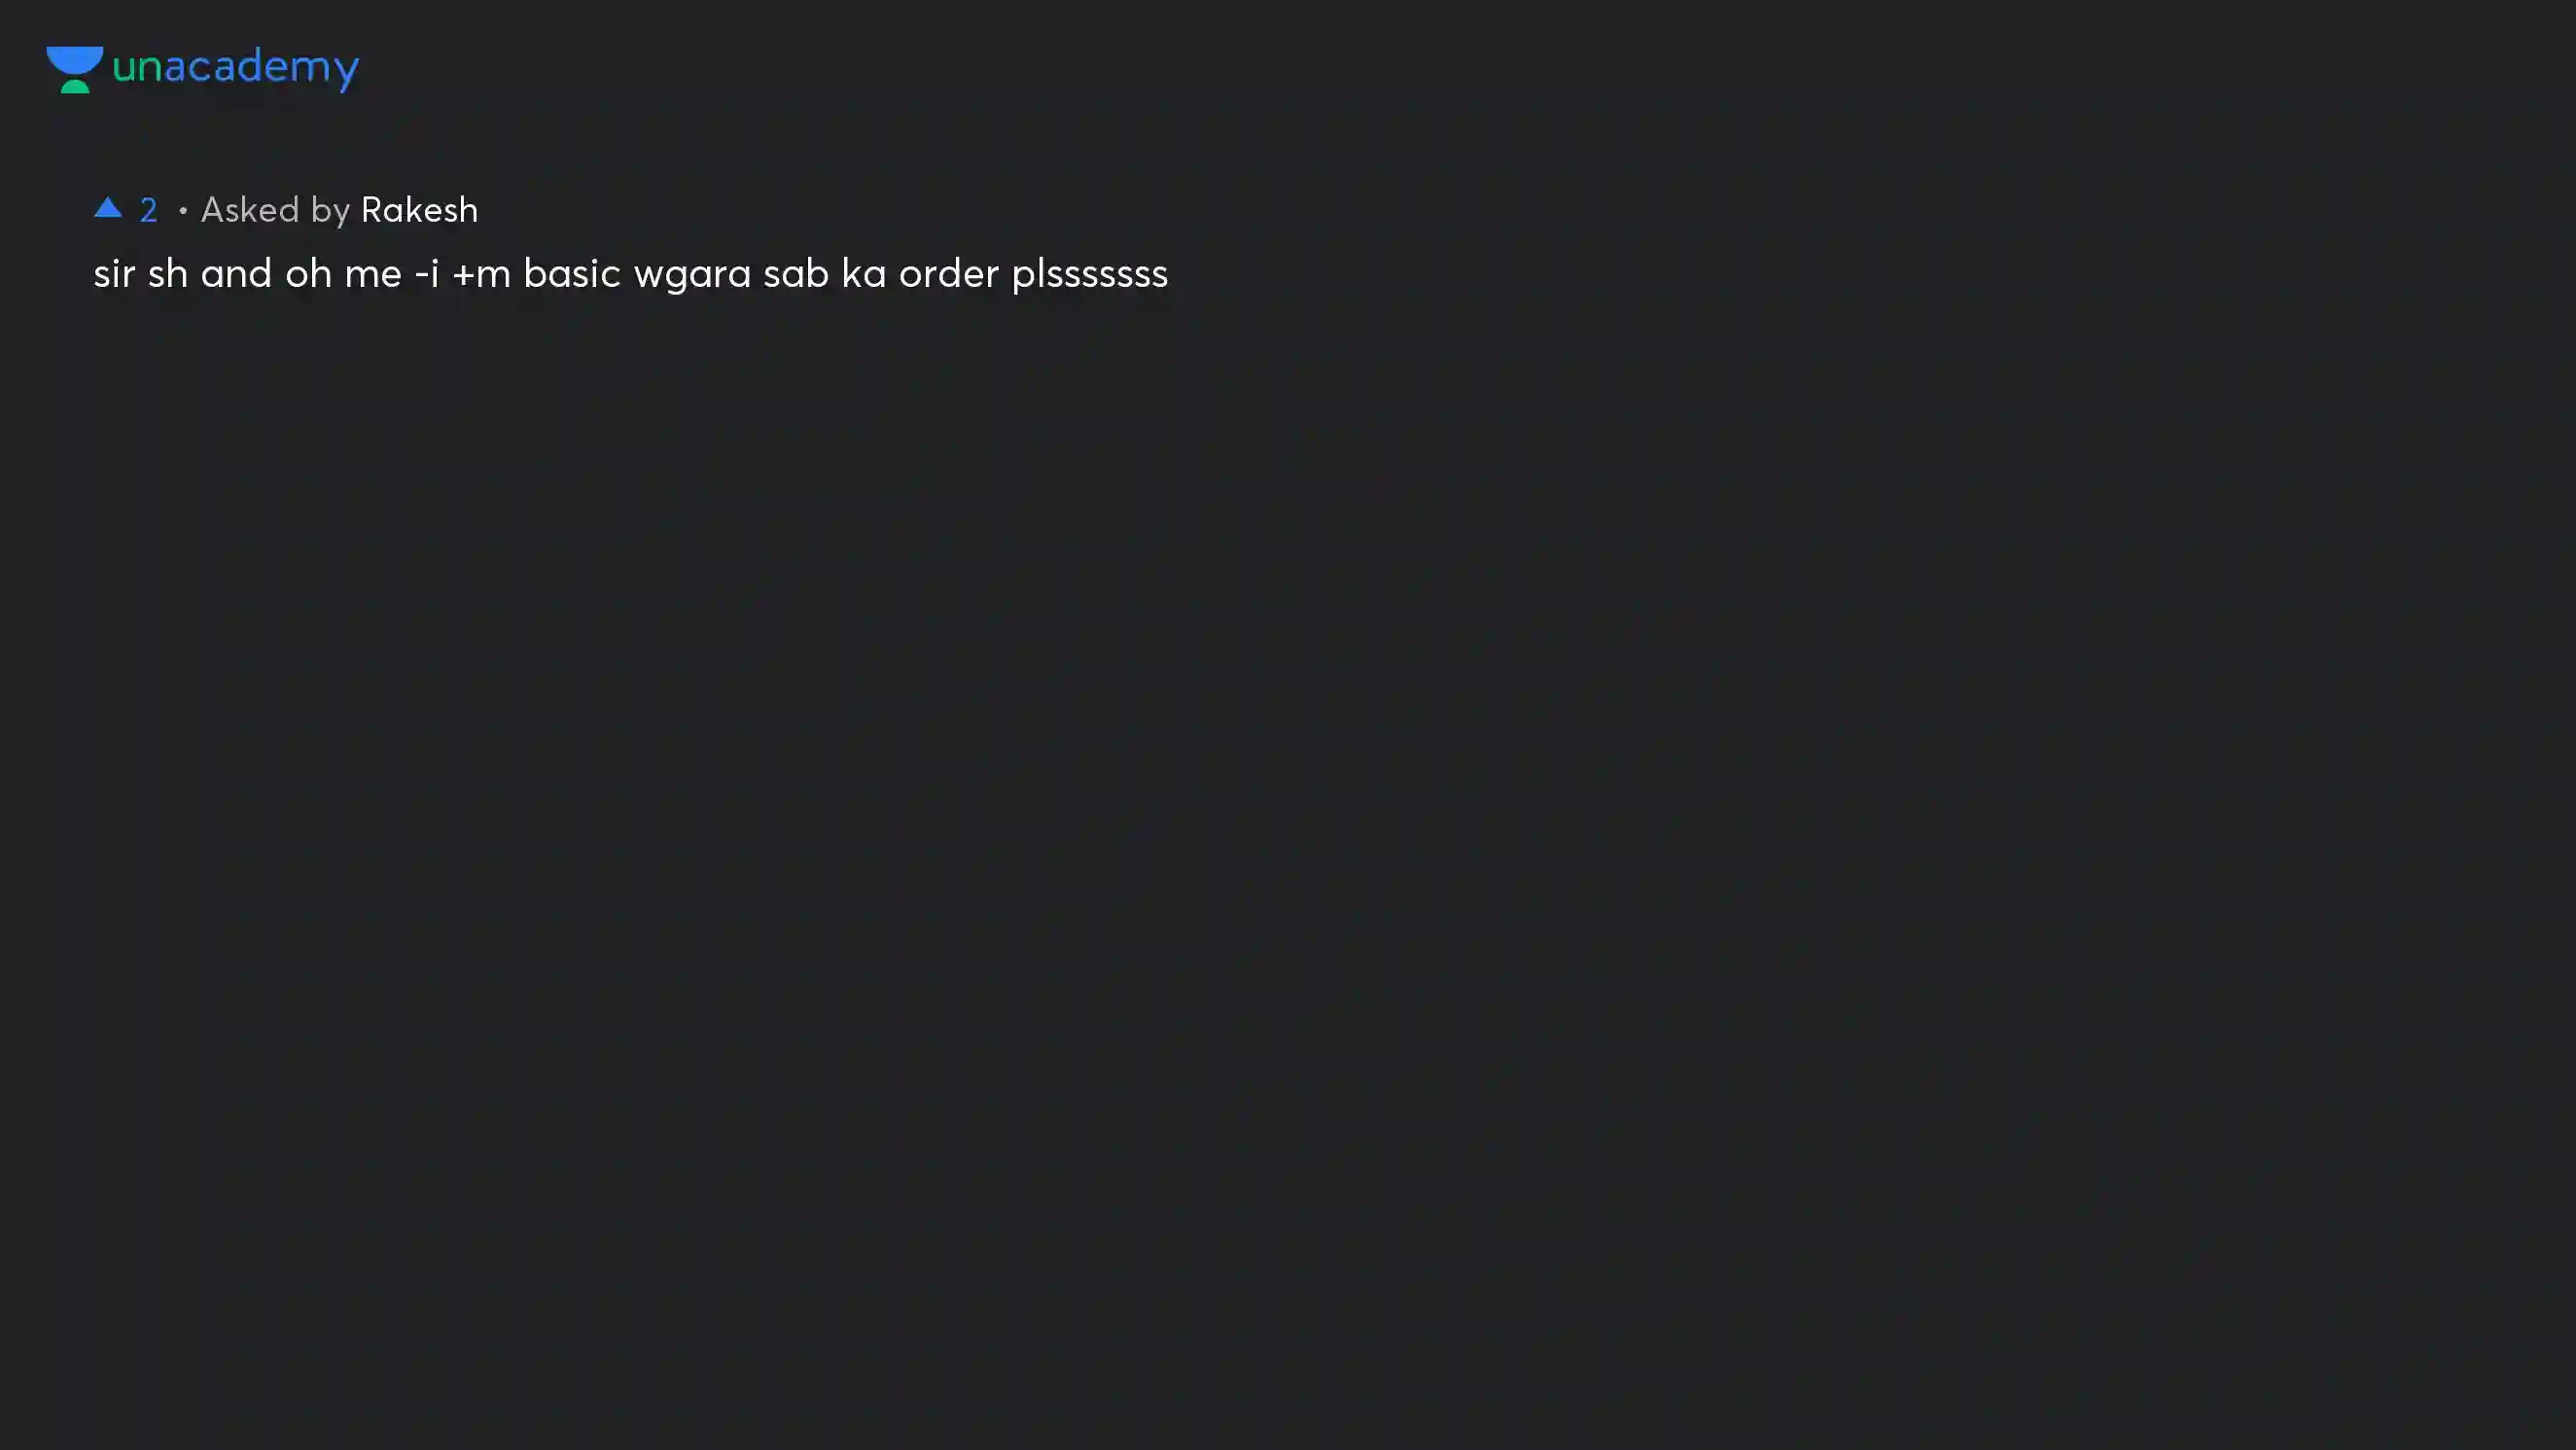 unacademy
2 • Asked by Rakesh
sir sh and oh me -i +m basic wgara sab ka order plsssssss